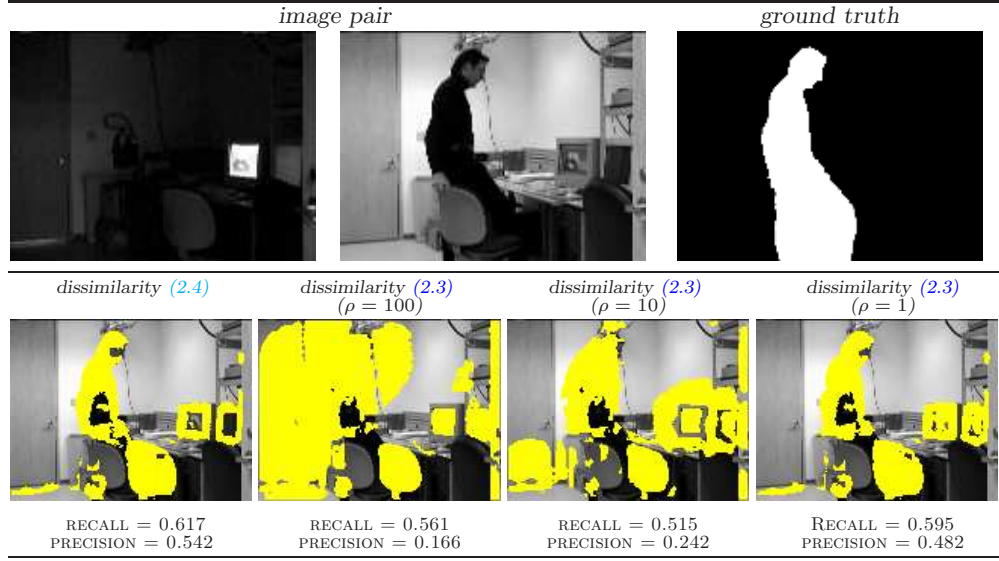 image pair ground truth
dissimilarity (2.4) dissimilarity (2.3) dissimilarity (2.3) dissimilarity (2.3)
(ρ = 100) (ρ = 10) (ρ = 1)
RECALL = 0.617 RECALL = 0.561 RECALL = 0.515 RECALL = 0.595
PRECISION = 0.542 PRECISION = 0.166 PRECISION = 0.242 PRECISION = 0.482